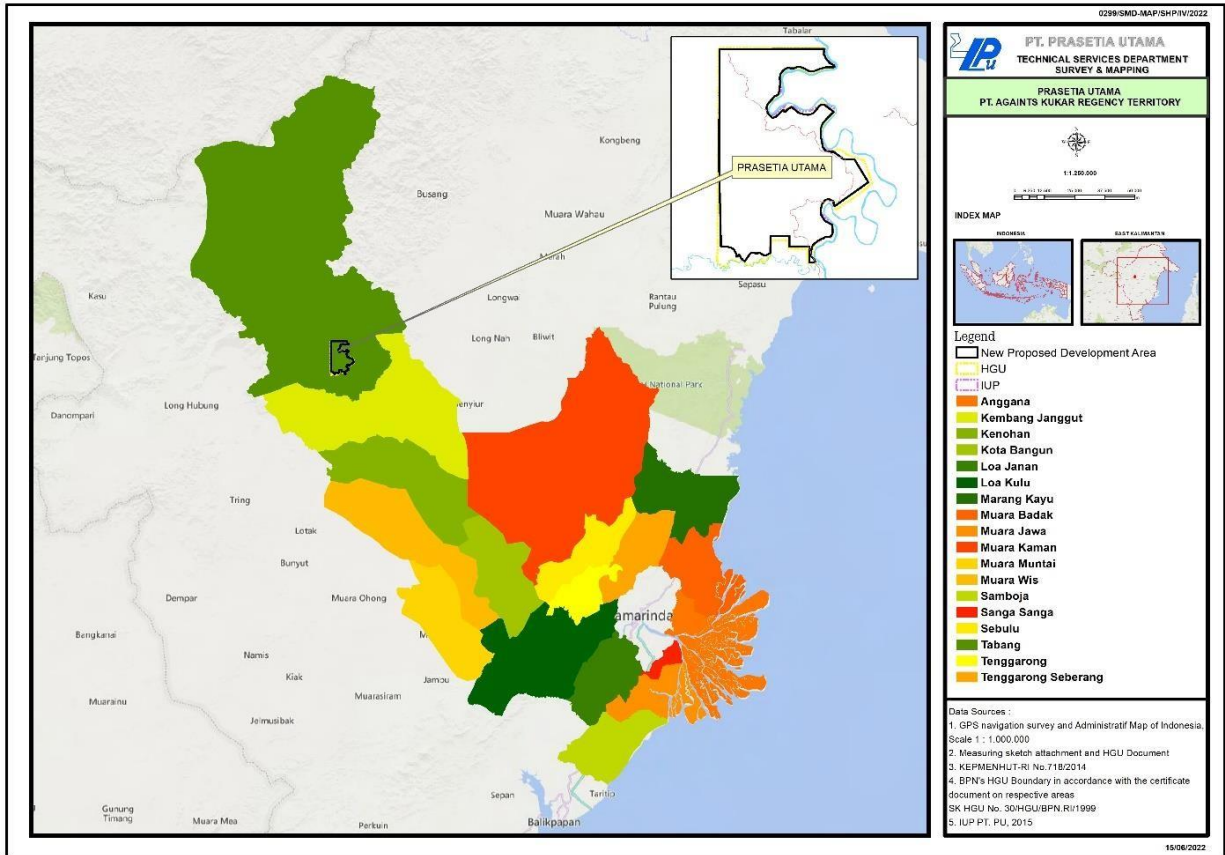 0299/SMD-MAP/SHP/IV/2022
PT. PRASETIA UTAMA
TECHNICAL SERVICES DEPARTMENT
SURVEY & MAPPING
PRASETIA UTAMA
PT. AGAINTS KUKAR REGENCY TERRITORY
1:1.250.000
INDEX MAP
INDONESIA
EAST KALIMANTAN
Legend
New Proposed Development Area
HGU
IUP
Anggana
Kembang Janggut
Kenohan
Kota Bangun
Loa Janan
Loa Kulu
Marang Kayu
Muara Badak
Muara Jawa
Muara Kaman
Muara Muntai
Muara Wis
Samboja
Sanga Sanga
Sebulu
Tabang
Tenggarong
Tenggarong Seberang
Data Sources :
1. GPS navigation survey and Administratif Map of Indonesia,
Scale 1 : 1.000.000
2. Measuring sketch attachment and HGU Document
3. KEPMENHUT-RI No.718/2014
4. BPN's HGU Boundary in accordance with the certificate
document on respective areas
SK HGU No. 30/HGU/BPN.RI/1999
5. IUP PT. PU, 2015
15/06/2022
Tabalar
Kongbeng
PRASETIA UTAMA
Busang
Muara Wahau
Merah
Sepasu
Kasu
Longwai
Rantau
Pulung
Long Nah
Bliwit
Tanjung Topos
National Park
Long Hubung
enyiur
Danompari
Tring
Lotak
Bunyut
Dempar
Muara Ohong
amarinda
Bangkanai
Namis
Kiak
Jampu
Muarainu
Muarasiram
Jelmusibak
Sepan
Taritip
Gunung
Timang
Muara Mea
Perkuin
Balikpapan